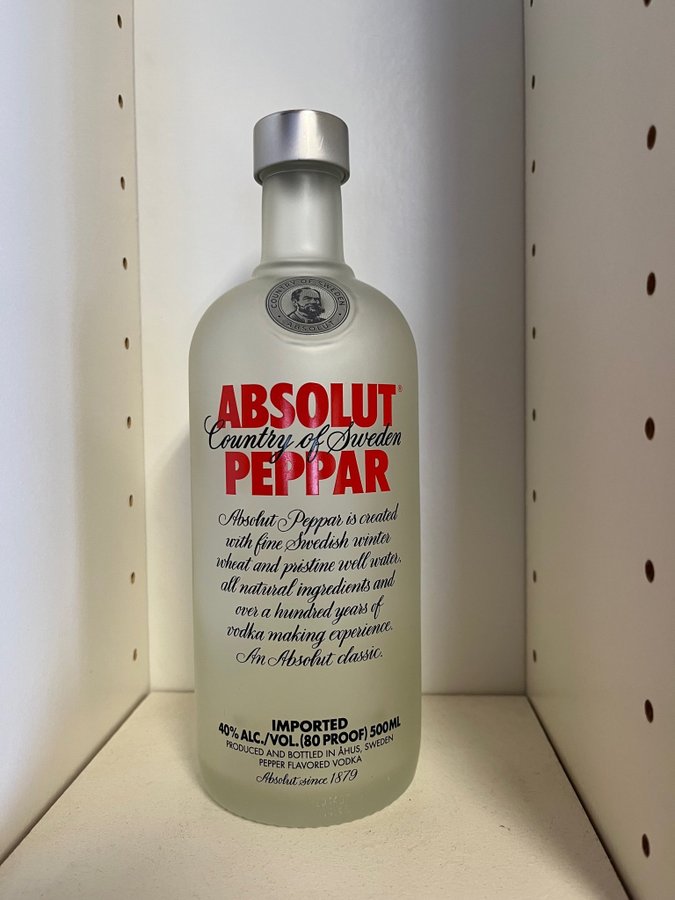 COUNTRY OF SWEDEN
ABSOLUT
ABSOLUT®
Country of Sweden
PEPPAR
Absolut Peppar is created
with fine Swedish winter
wheat and pristine well water,
all natural ingredients and
over a hundred years of
vodka making experience.
An Absolut classic.
IMPORTED
40% ALC./VOL.(80 PROOF) 500ML
PRODUCED AND BOTTLED IN ÅHUS, SWEDEN
PEPPER FLAVORED VODKA
Absolut since 1879